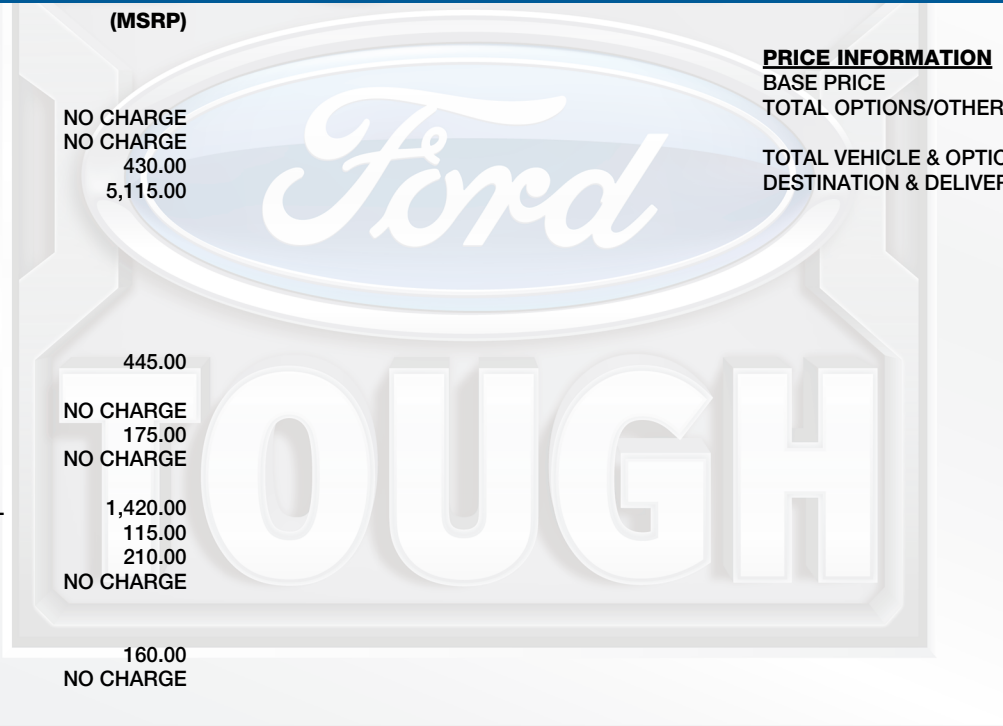 (MSRP)
NO CHARGE
NO CHARGE
430.00
5,115.00
445.00
NO CHARGE
175.00
NO CHARGE
1,420.00
115.00
210.00
NO CHARGE
160.00
NO CHARGE
PRICE INFORMATION
BASE PRICE
TOTAL OPTIONS/OTHER
TOTAL VEHICLE & OPTIO
DESTINATION & DELIVER
Ford
TOUGH